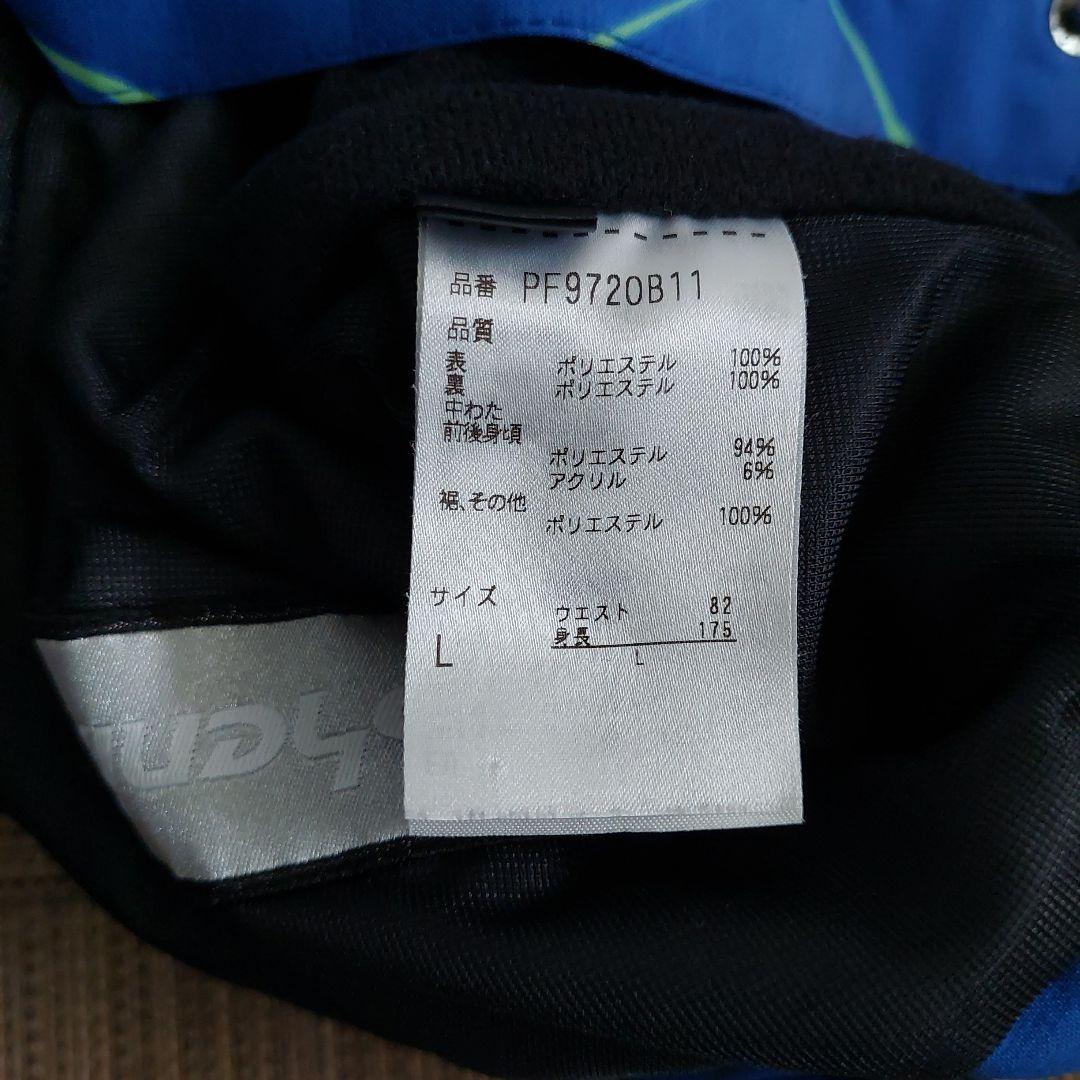 品番 PF9720B11
品質
表 ポリエステル 100%
裏 ポリエステル 100%
中わた
前後身頃
ポリエステル 94%
アクリル 6%
裾、その他
ポリエステル 100%
サイズ ウエスト 82
L 身長 175
L